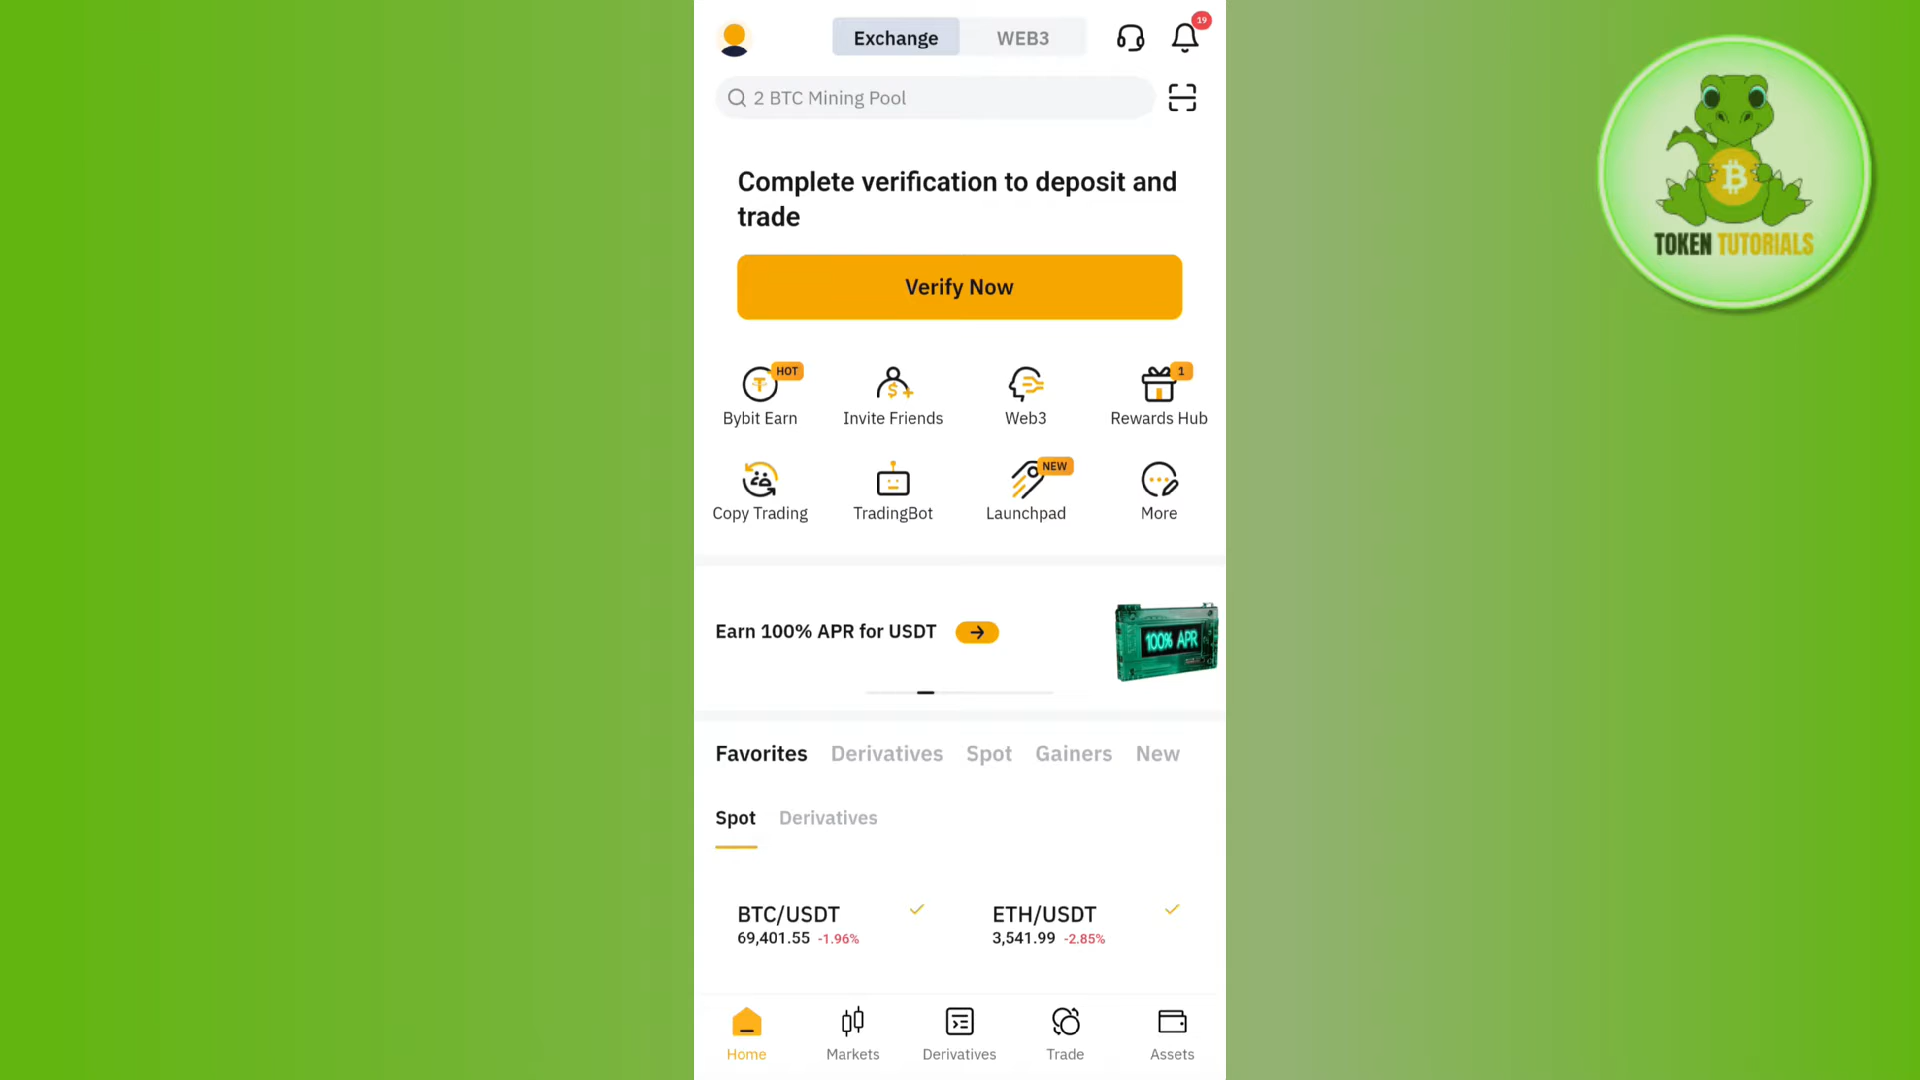 Exchange WEB3 19
2 BTC Mining Pool
Complete verification to deposit and
trade
Verify Now
HOT 1
Bybit Earn Invite Friends Web3 Rewards Hub
NEW
Copy Trading TradingBot Launchpad More
Earn 100% APR for USDT
100% APR
Favorites Derivatives Spot Gainers New
Spot Derivatives
BTC/USDT ETH/USDT
69,401.55 -1.96% 3,541.99 -2.85%
Home Markets Derivatives Trade Assets
TOKEN TUTORIALS